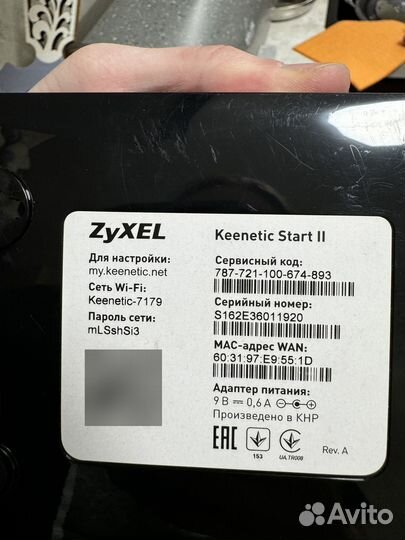 ZyXEL
Keenetic Start II
Для настройки:
my.keenetic.net
Сеть Wi-Fi:
Keenetic-7179
Пароль сети:
mLSshSi3
Сервисный код:
787-721-100-674-893
Серийный номер:
S162E36011920
MAC-адрес WAN:
60:31:97:E9:55:1D
Адаптер питания:
9 В 0,6 А
Произведено в КНР
EAC
153
UA.TR008
Rev. A
Avito